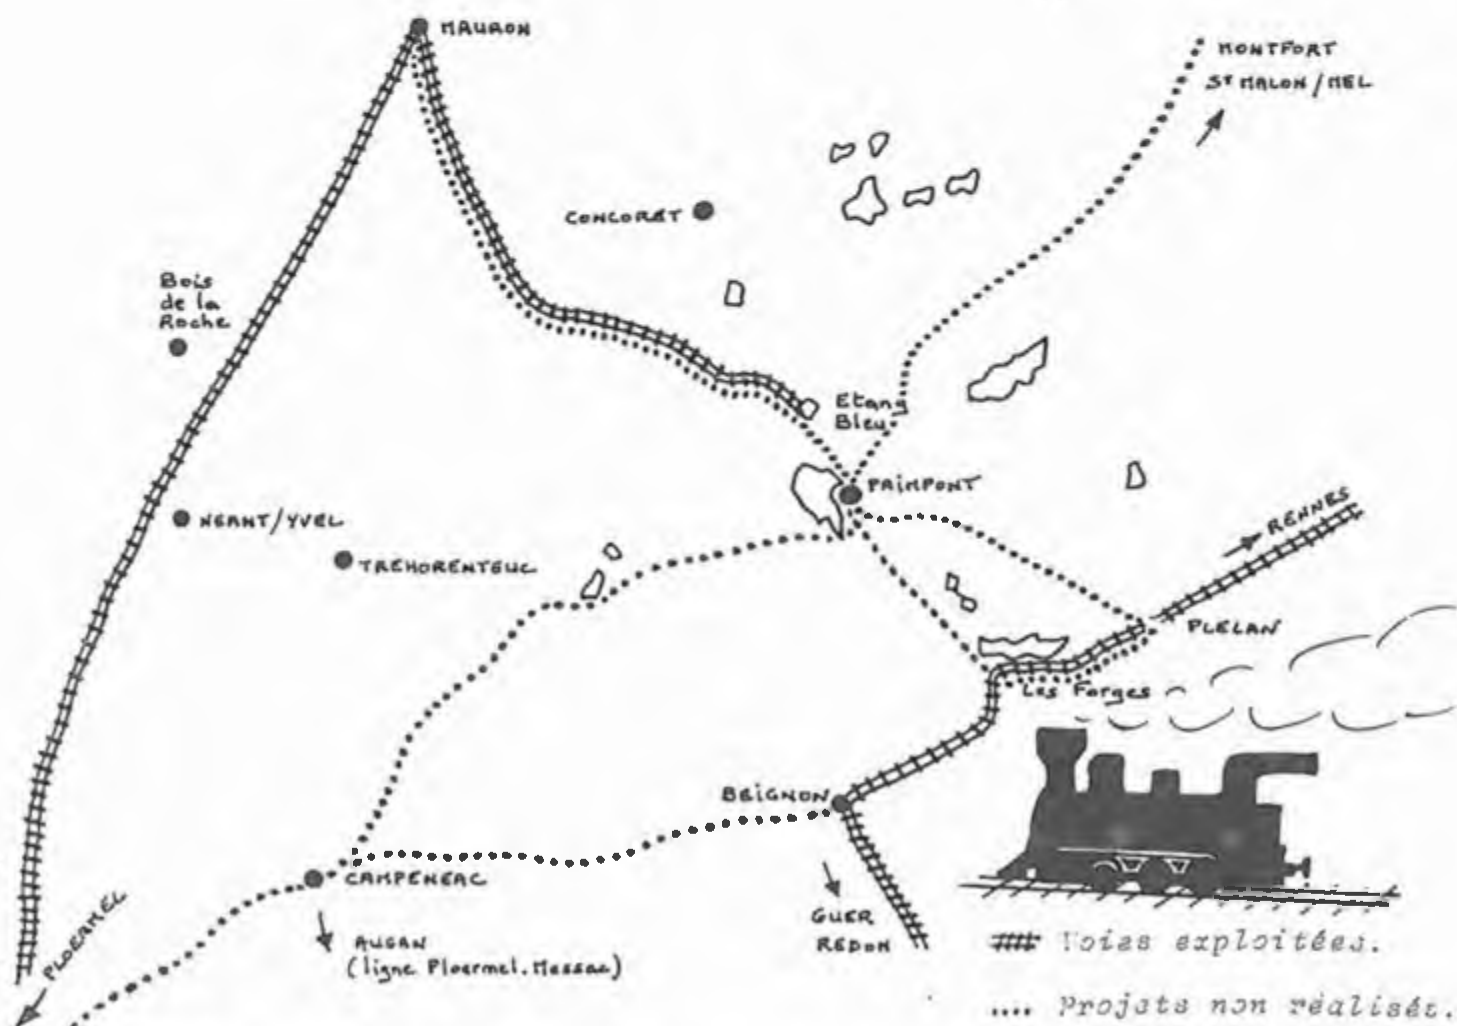 MAURON
MONTFORT
ST MALON/MEL
CONCORET
Bois
de la
Roche
Etang
Bleu
PAIMPONT
RENNES
NEANT/YVEL
TREHORENTEUC
PLELAN
Les Forges
BEIGNON
CAMPENEAC
PLOERMEL
AUGAN
(ligne Ploermel.Messac)
GUER
REDON
Voies exploitées.
.... Projets non réalisés.